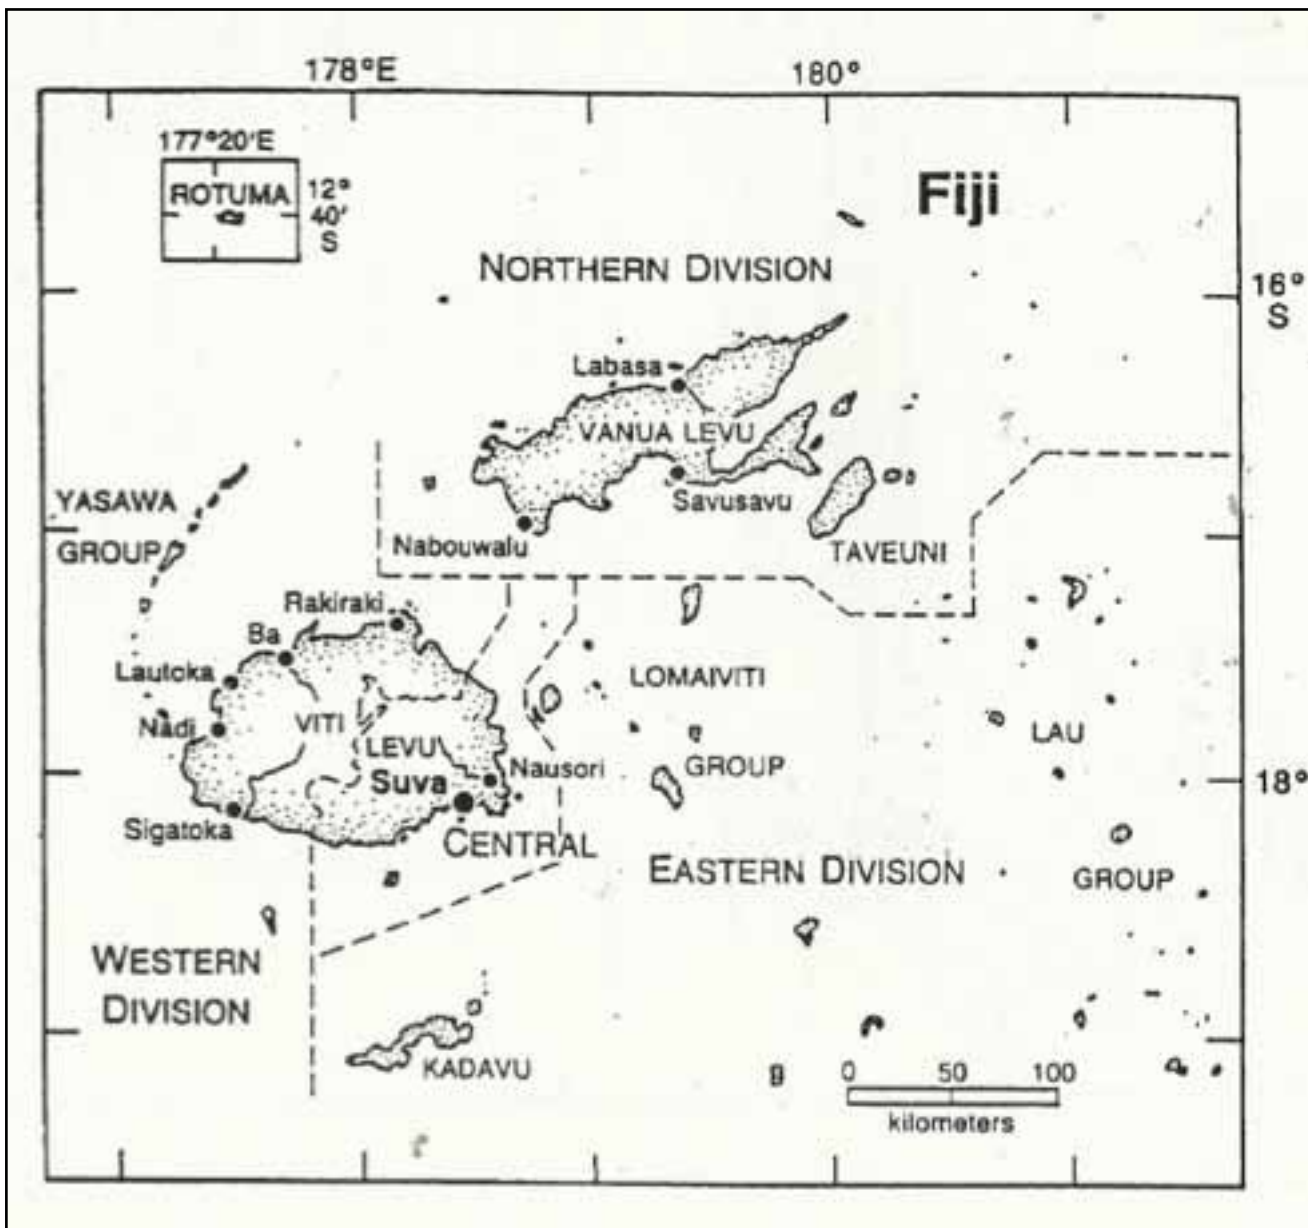 178°E 180°
177°20'E
ROTUMA
12°
40'
S
Fiji
NORTHERN DIVISION
16°
S
Labasa
VANUA LEVU
Savusavu
Nabouwalu
TAVEUNI
YASAWA
GROUP
Rakiraki
Ba
Lautoka
Nadi
VITI
LEVU
Suva
Nausori
Sigatoka
CENTRAL
LOMAIVITI
GROUP
LAU
GROUP
18°
EASTERN DIVISION
WESTERN
DIVISION
KADAVU
0 50 100
kilometers